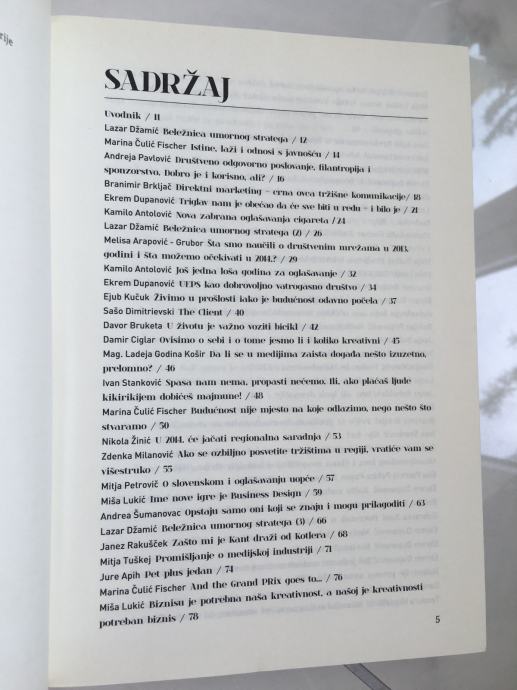 rije
SADRŽAJ
Uvodnik / 11
Lazar Džamić Beležnica umornog stratega / 12
Marina Čulić Fischer Istine, laži i odnosi s javnošću / 14
Andreja Pavlović Društveno odgovorno poslovanje, filantropija i
sponzorstvo. Dobro je i korisno, ali? / 16
Branimir Brkljač Direktni marketing – crna ovca tržišne komunikacije/ 18
Ekrem Dupanović Triglav nam je obećao da će sve biti u redu – i bilo je / 21
Kamilo Antolović Nova zabrana oglašavanja cigareta /24
Lazar Džamić Beležnica umornog stratega (2) / 26
Melisa Arapović - Grubor Šta smo naučili o društvenim mrežama u 2013.
godini i šta možemo očekivati u 2014.? / 29
Kamilo Antolović Još jedna loša godina za oglašavanje / 32
Ekrem Dupanović UEPS kao dobrovoljno vatrogasno društvo / 34
Ejub Kučuk Živimo u prošlosti iako je budućnost odavno počela / 37
Sašo Dimitrievski The Client / 40
Davor Bruketa U životu je važno voziti bicikl / 42
Damir Ciglar Ovisimo o sebi i o tome jesmo li i koliko kreativni / 45
Mag. Ladeja Godina Košir Da li se u medijima zaista događa nešto izuzetno,
prelomno? / 46
Ivan Stanković Spasa nam nema, propasti nećemo. Ili, ako plaćaš ljude
kikirikijem dobićeš majmune! / 48
Marina Čulić Fischer Budućnost nije mjesto na koje odlazimo, nego nešto što
stvaramo / 50
Nikola Žinić U 2014. će jačati regionalna saradnja / 53
Zdenka Milanović Ako se ozbiljno posvetite tržištima u regiji, vratiće vam se
višestruko / 55
Mitja Petrovič O slovenskom i oglašavanju uopće / 57
Miša Lukić Ime nove igre je Business Design / 59
Andrea Šumanovac Opstaju samo oni koji se znaju i mogu prilagoditi / 63
Lazar Džamić Beležnica umornog stratega (3) / 66
Janez Rakušček Zašto mi je Kant draži od Kotlera / 68
Mitja Tuškej Promišljanje o medijskoj industriji / 71
Jure Apih Pet plus jedan / 74
Marina Čulić Fischer And the Grand PRix goes to... / 76
Miša Lukić Biznisu je potrebna naša kreativnost, a našoj je kreativnosti
potreban biznis / 78
5